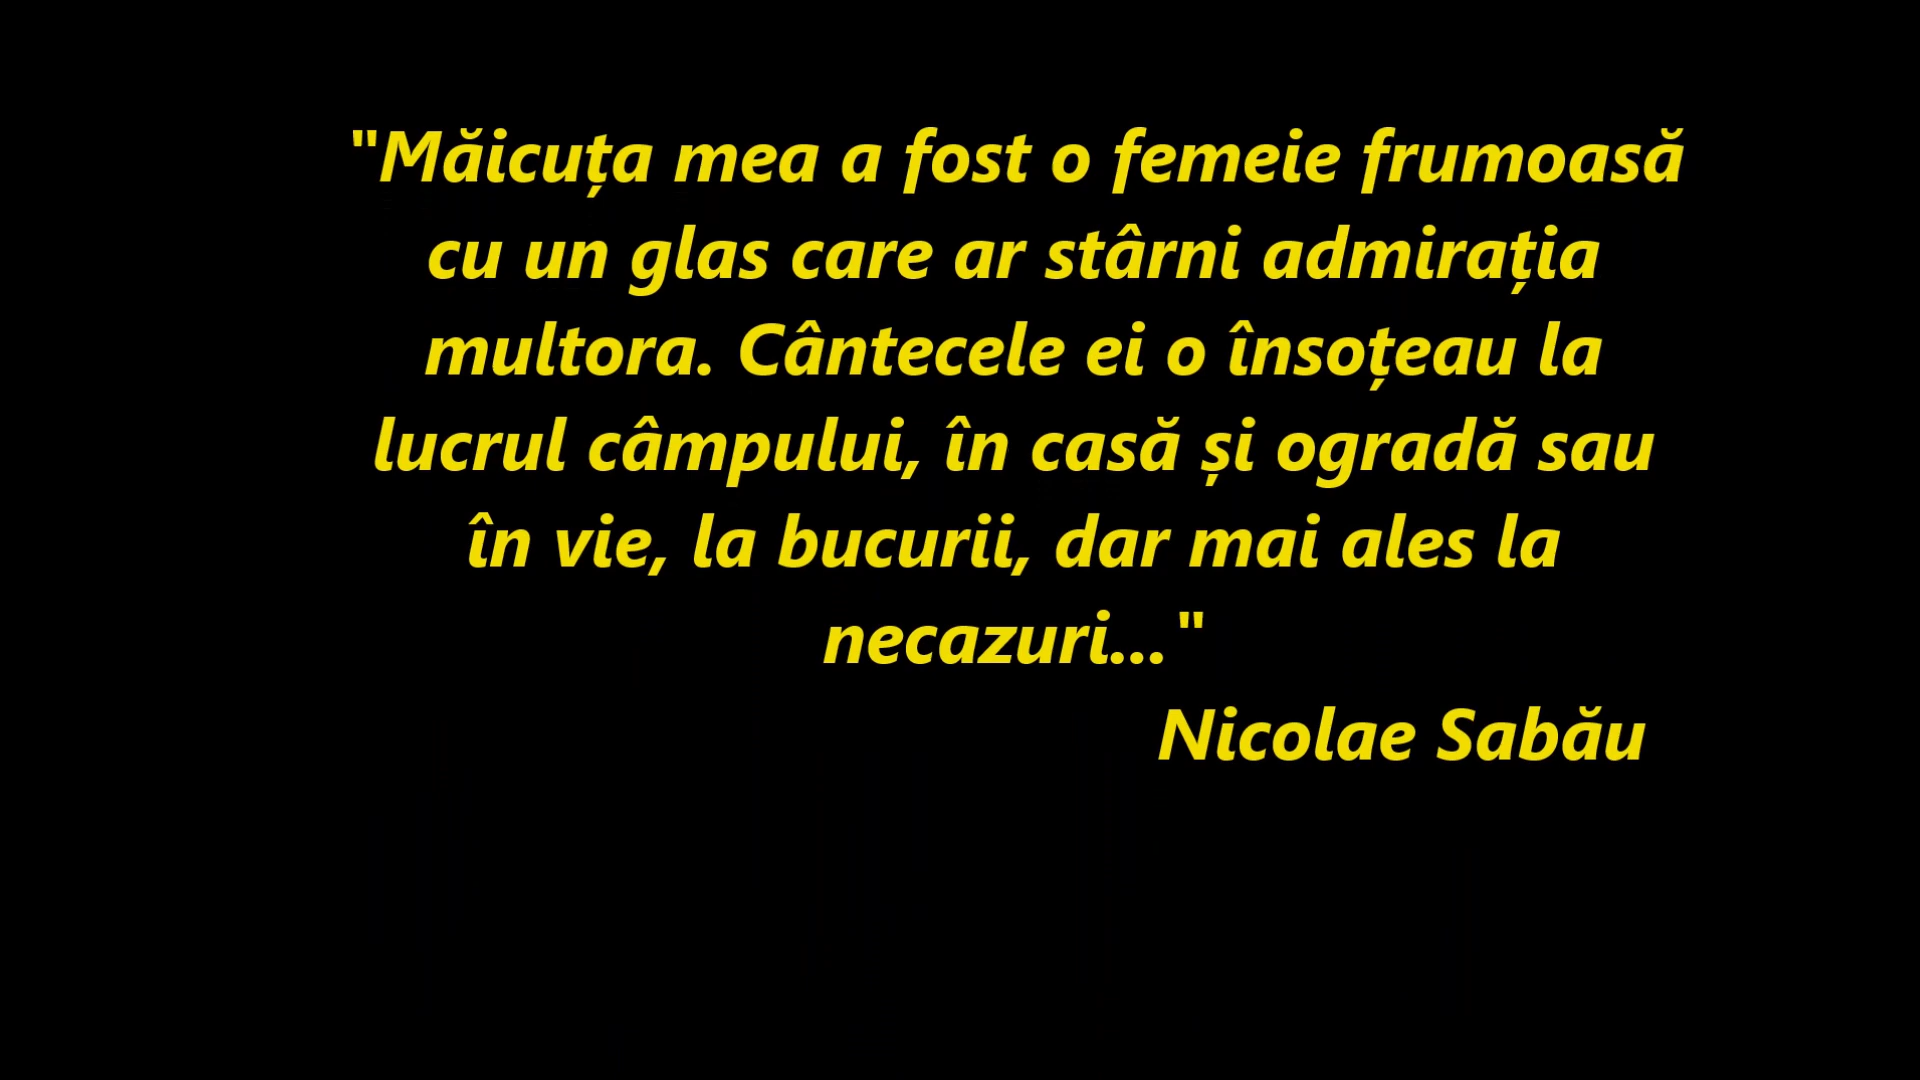 "Măicuța mea a fost o femeie frumoasă
cu un glas care ar stârni admirația
multora. Cântecele ei o însoțeau la
lucrul câmpului, în casă și ogradă sau
în vie, la bucurii, dar mai ales la
necazuri..."
Nicolae Sabău